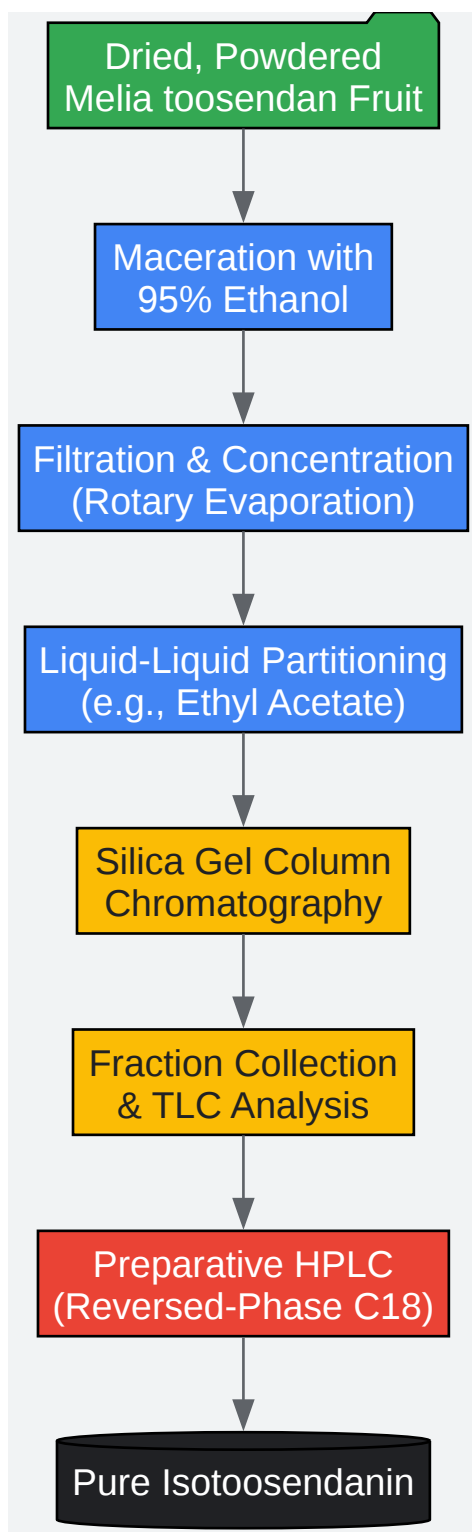 Dried, Powdered
Melia toosendan Fruit
Maceration with
95% Ethanol
Filtration & Concentration
(Rotary Evaporation)
Liquid-Liquid Partitioning
(e.g., Ethyl Acetate)
Silica Gel Column
Chromatography
Fraction Collection
& TLC Analysis
Preparative HPLC
(Reversed-Phase C18)
Pure Isotoosendanin